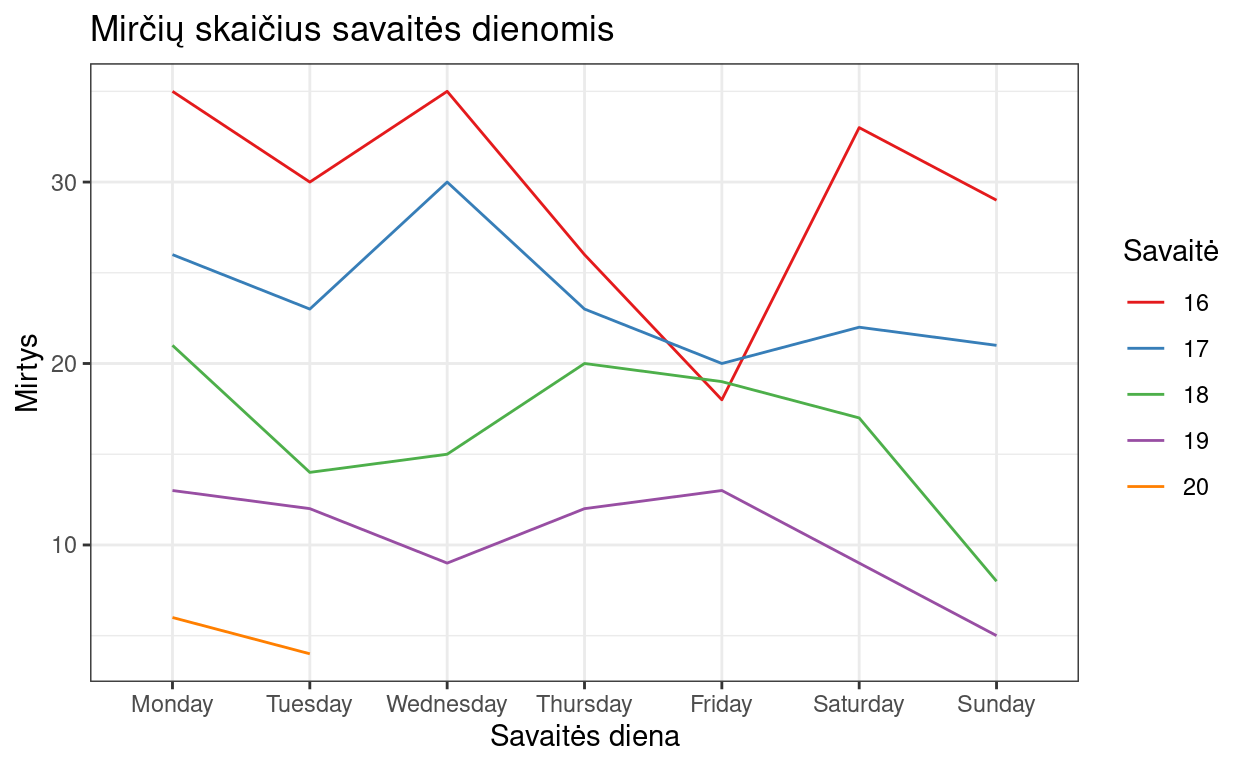 Mirčių skaičius savaitės dienomis
Mirtys
30
20
10
Monday Tuesday Wednesday Thursday Friday Saturday Sunday
Savaitės diena
Savaitė
16
17
18
19
20